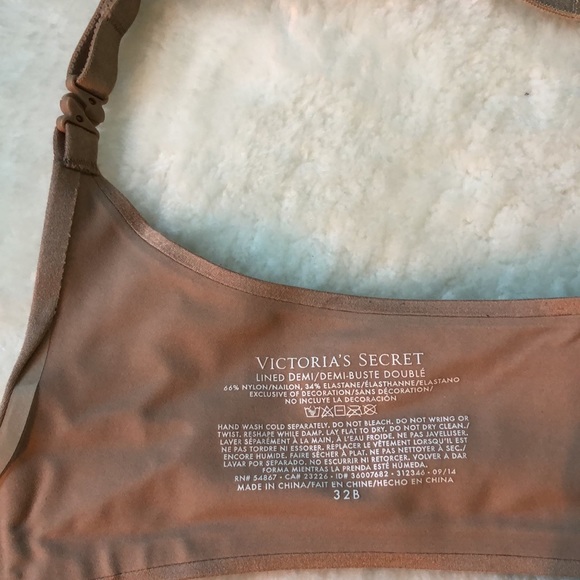 VICTORIA'S SECRET
LINED DEMI/DEMI-BUSTE DOUBLÉ
66% NYLON/NAILON, 34% ELASTANE/ÉLASTHANNE/ELASTANO
EXCLUSIVE OF DECORATION/SANS DÉCORATION/
NO INCLUYE LA DECORACIÓN
HAND WASH COLD SEPARATELY. DO NOT BLEACH. DO NOT WRING OR
TWIST. RESHAPE WHILE DAMP. LAY FLAT TO DRY. DO NOT DRY CLEAN./
LAVER SÉPARÉMENT À LA MAIN, À L'EAU FROIDE. NE PAS JAVELLISER.
NE PAS TORDRE NI ESSORER. REPLACER LE VÊTEMENT LORSQU'IL EST
ENCORE HUMIDE. FAIRE SÉCHER À PLAT. NE PAS NETTOYER À SEC./
LAVAR POR SEPARADO. NO ESCURRIR NI RETORCER. VOLVER A DAR
FORMA MIENTRAS LA PRENDA ESTÉ HÚMEDA.
RN# 54867 • CA# 23226 • ID# 36007682 • 312346 • 09/14
MADE IN CHINA/FAIT EN CHINE/HECHO EN CHINA
32B